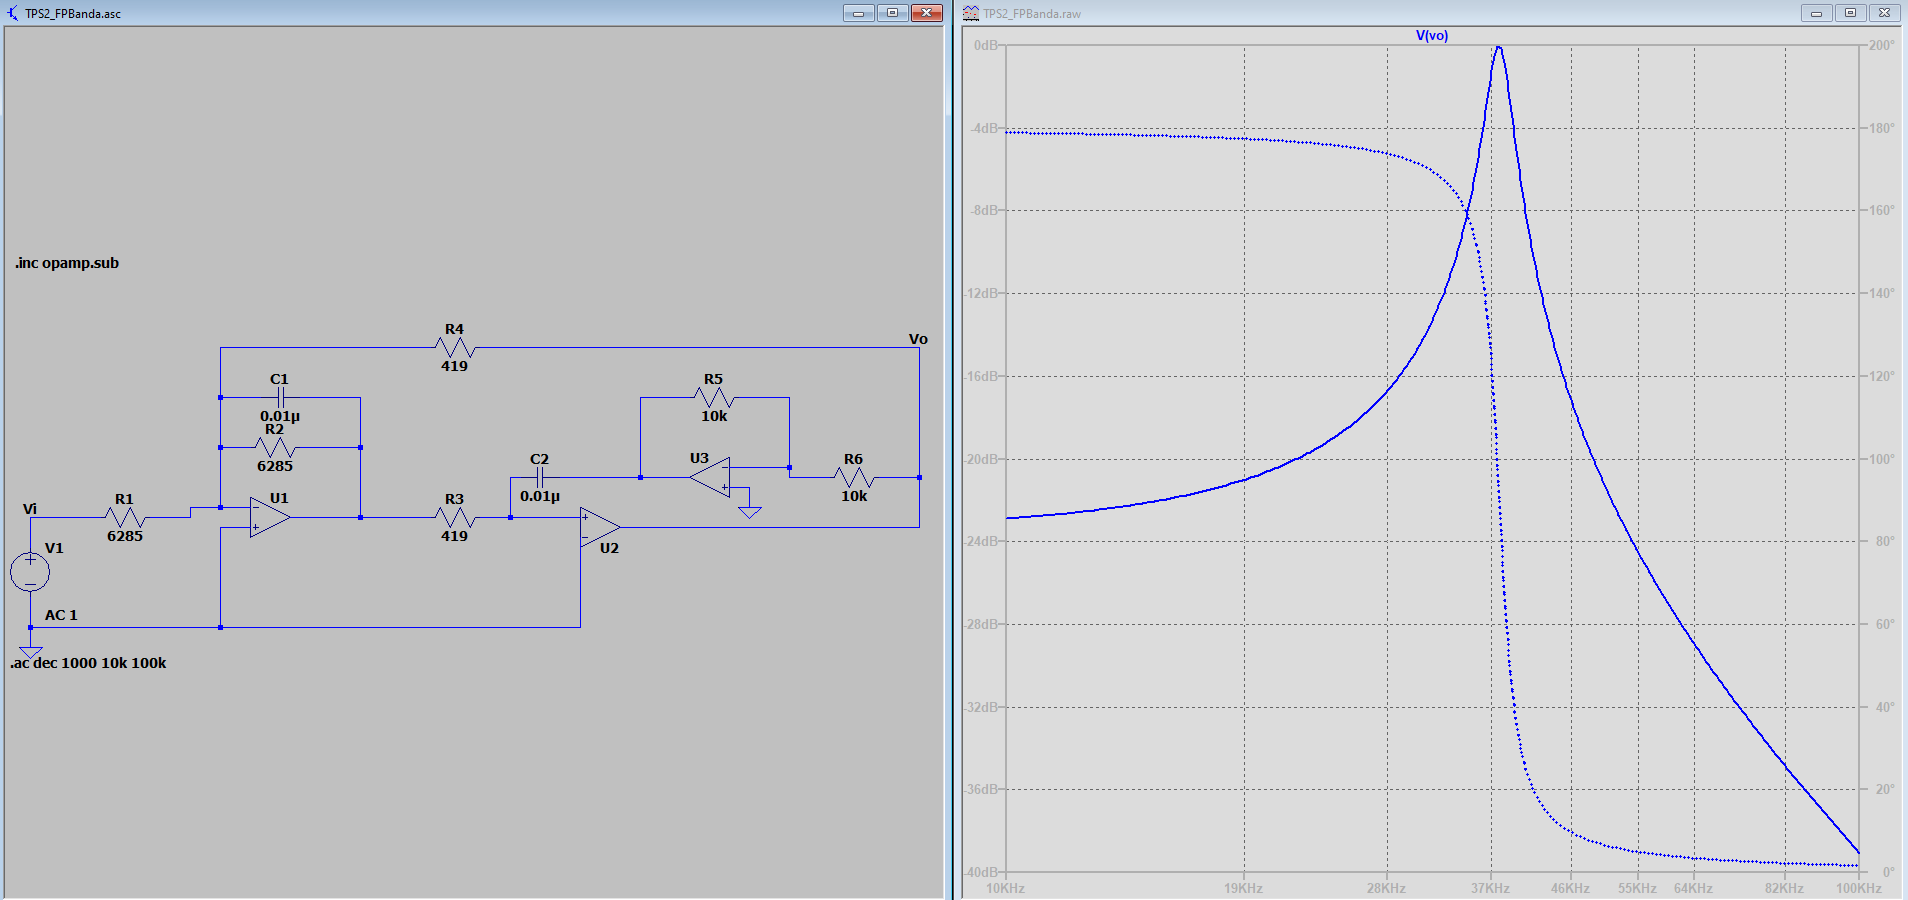 TPS2_FPBanda.asc
.inc opamp.sub
R4
Vo
419
C1
R5
0.01µ
10k
R2
U3
R6
C2
6285
0.01µ
10k
R1
U1
R3
Vi
6285
419
V1
U2
AC 1
.ac dec 1000 10k 100k
TPS2_FPBanda.raw
V(vo)
0dB
200°
-4dB
180°
-8dB
160°
-12dB
140°
-16dB
120°
-20dB
100°
-24dB
80°
-28dB
60°
-32dB
40°
-36dB
20°
-40dB
0°
10KHz
19KHz
28KHz
37KHz
46KHz
55KHz
64KHz
82KHz
100KHz